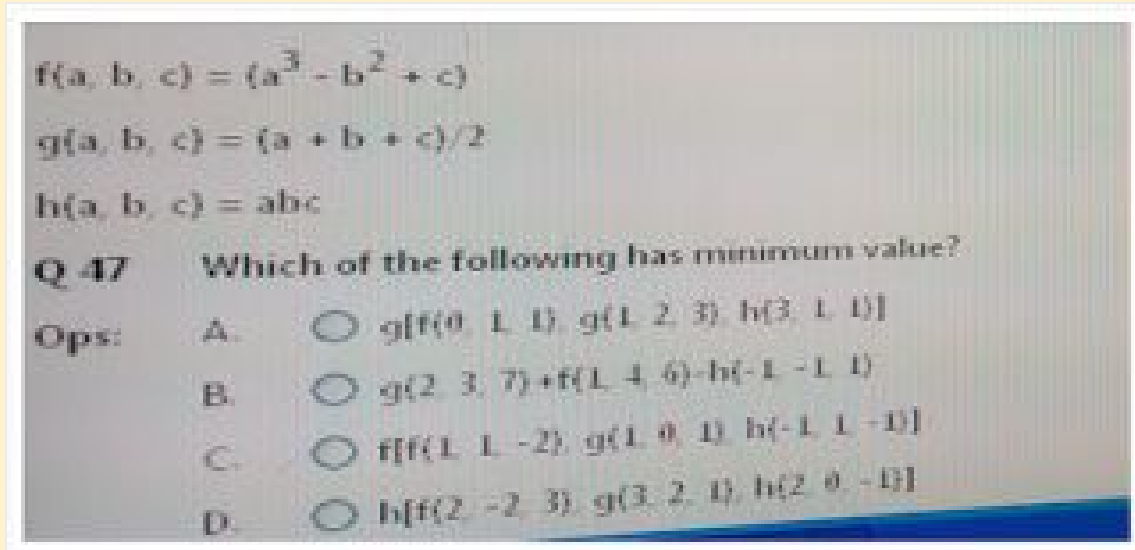 f(a, b, c) = (a³ - b² + c)
g(a, b, c) = (a + b + c)/2
h(a, b, c) = abc
Q 47 Which of the following has minimum value?
Ops: A. g[f(0, 1, 1), g(1, 2, 3), h(3, 1, 1)]
B. g(2, 3, 7)+f(1, 4, 6)-h(-1, -1, 1)
C. f[f(1, 1, -2), g(1, 0, 1), h(-1, 1, -1)]
D. h[f(2, -2, 3), g(3, 2, 1), h(2, 0, -1)]